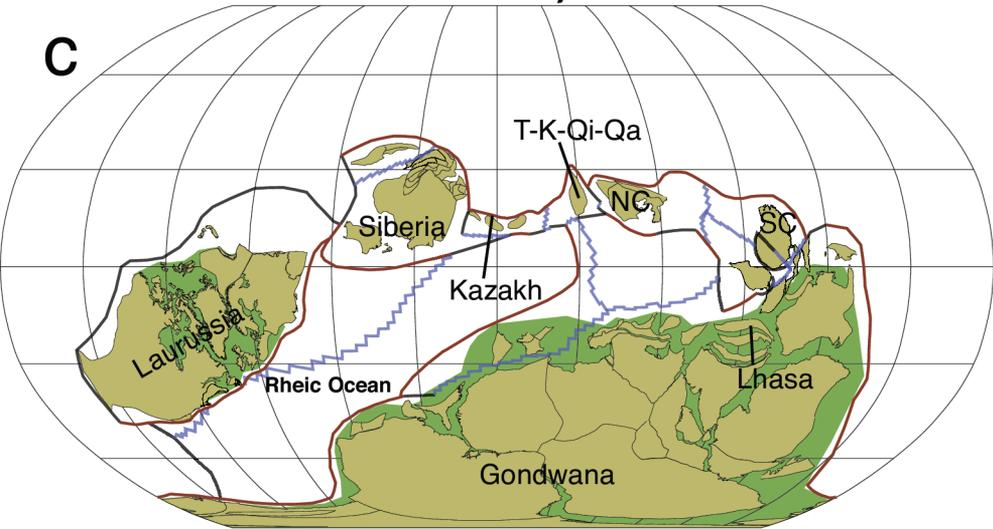 C
T-K-Qi-Qa
NC
SC
Siberia
Kazakh
Laurussia
Rheic Ocean
Lhasa
Gondwana